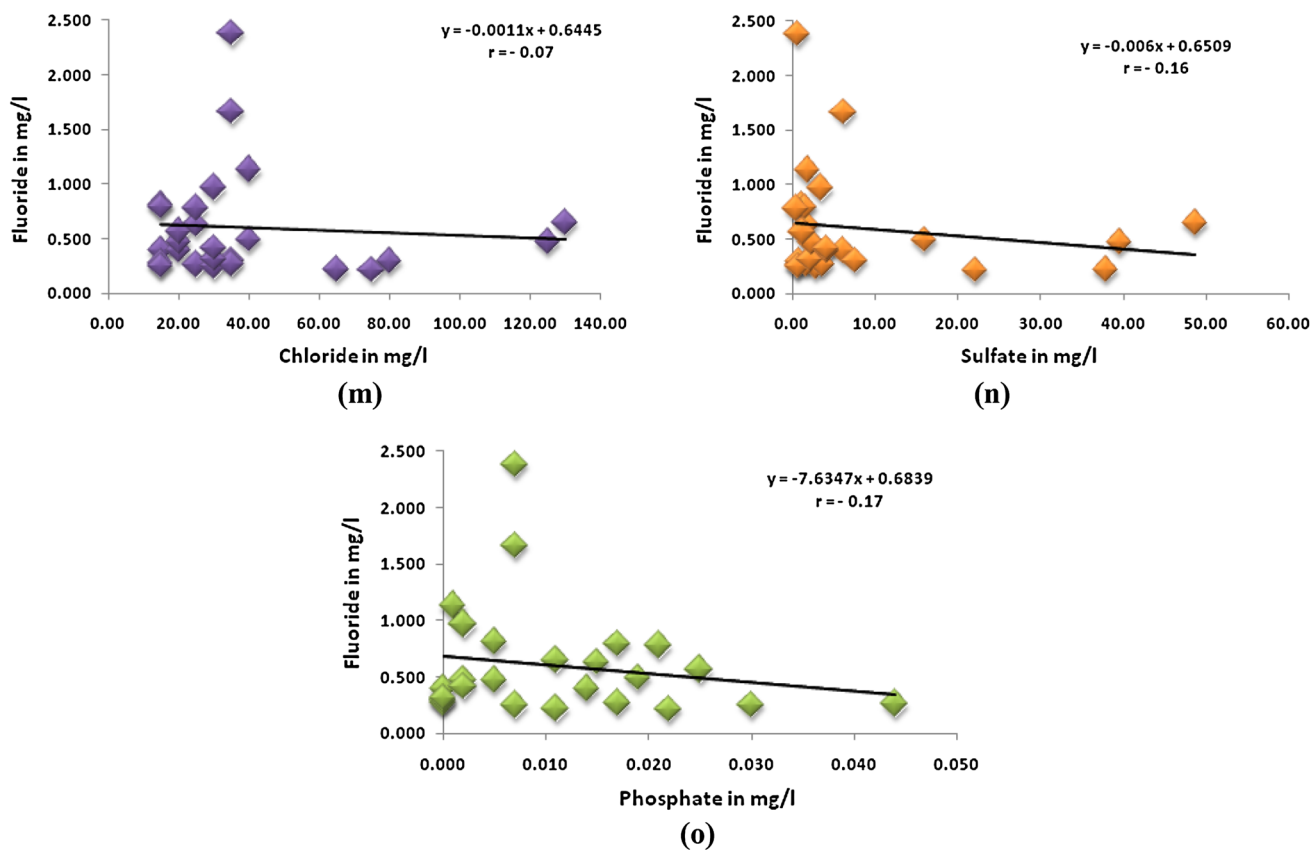 y = -0.0011x + 0.6445
r = - 0.07
2.500
2.000
1.500
1.000
0.500
0.000
Fluoride in mg/l
0.00 20.00 40.00 60.00 80.00 100.00 120.00 140.00
Chloride in mg/l
(m)
y = -0.006x + 0.6509
r = - 0.16
2.500
2.000
1.500
1.000
0.500
0.000
Fluoride in mg/l
0.00 10.00 20.00 30.00 40.00 50.00 60.00
Sulfate in mg/l
(n)
y = -7.6347x + 0.6839
r = - 0.17
2.500
2.000
1.500
1.000
0.500
0.000
Fluoride in mg/l
0.000 0.010 0.020 0.030 0.040 0.050
Phosphate in mg/l
(o)